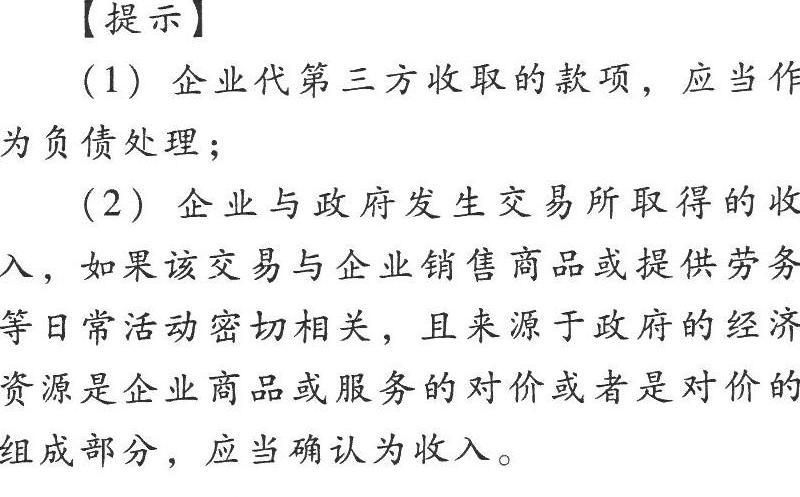 【提示】
（1）企业代第三方收取的款项，应当作
为负债处理；
（2）企业与政府发生交易所取得的收
入，如果该交易与企业销售商品或提供劳务
等日常活动密切相关，且来源于政府的经济
资源是企业商品或服务的对价或者是对价的
组成部分，应当确认为收入。